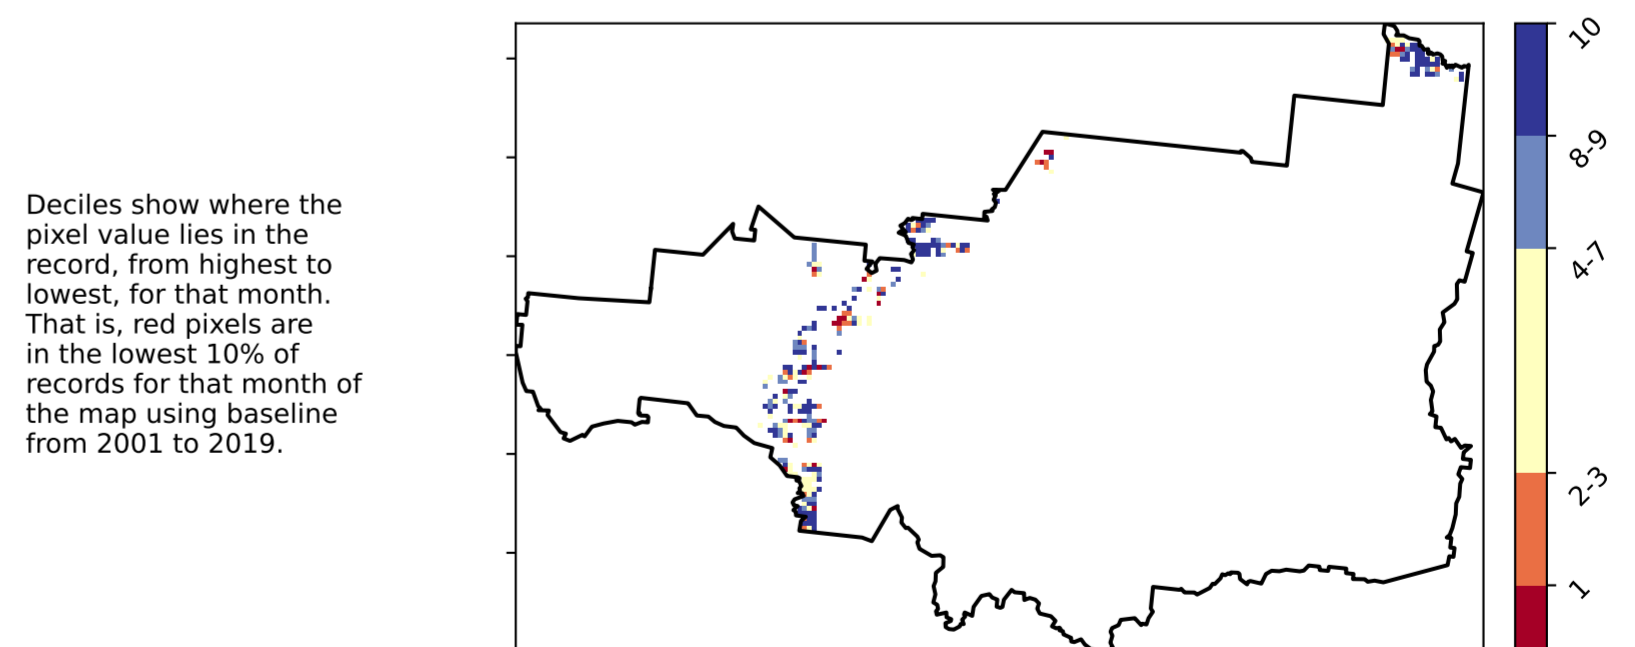 Deciles show where the
pixel value lies in the
record, from highest to
lowest, for that month.
That is, red pixels are
in the lowest 10% of
records for that month of
the map using baseline
from 2001 to 2019.
10
8-9
4-7
2-3
1